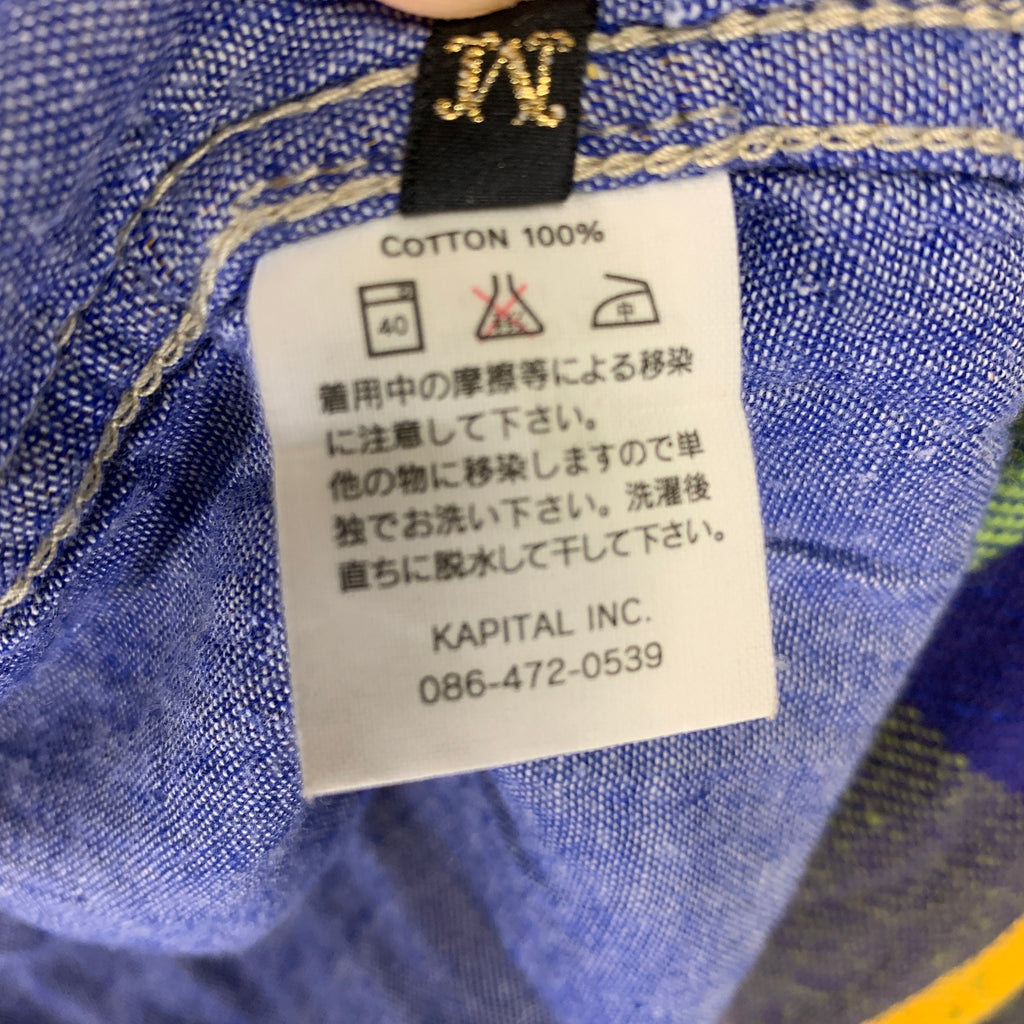 M
COTTON 100%
40 中
着用中の摩擦等による移染
に注意して下さい。
他の物に移染しますので単
独でお洗い下さい。洗濯後
直ちに脱水して干して下さい。
KAPITAL INC.
086-472-0539